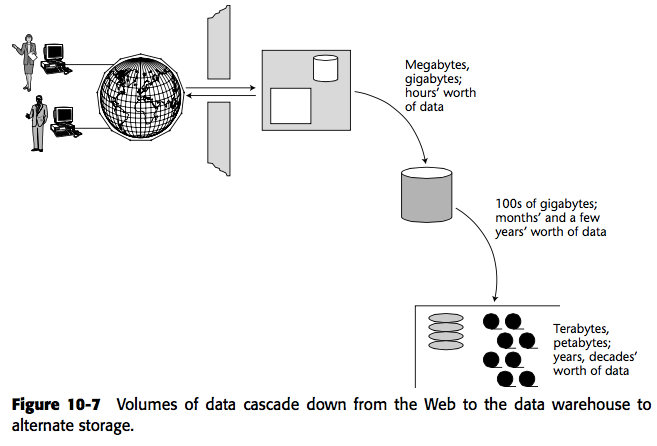 Megabytes,
gigabytes;
hours’ worth
of data
100s of gigabytes;
months’ and a few
years’ worth of data
Terabytes,
petabytes;
years, decades’
worth of data
Figure 10-7 Volumes of data cascade down from the Web to the data warehouse to
alternate storage.